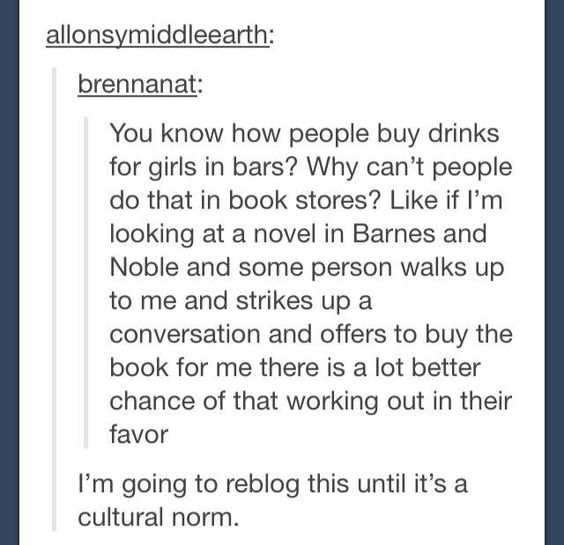 allonsymiddleearth:
brennanat:
You know how people buy drinks
for girls in bars? Why can’t people
do that in book stores? Like if I’m
looking at a novel in Barnes and
Noble and some person walks up
to me and strikes up a
conversation and offers to buy the
book for me there is a lot better
chance of that working out in their
favor
I’m going to reblog this until it’s a
cultural norm.